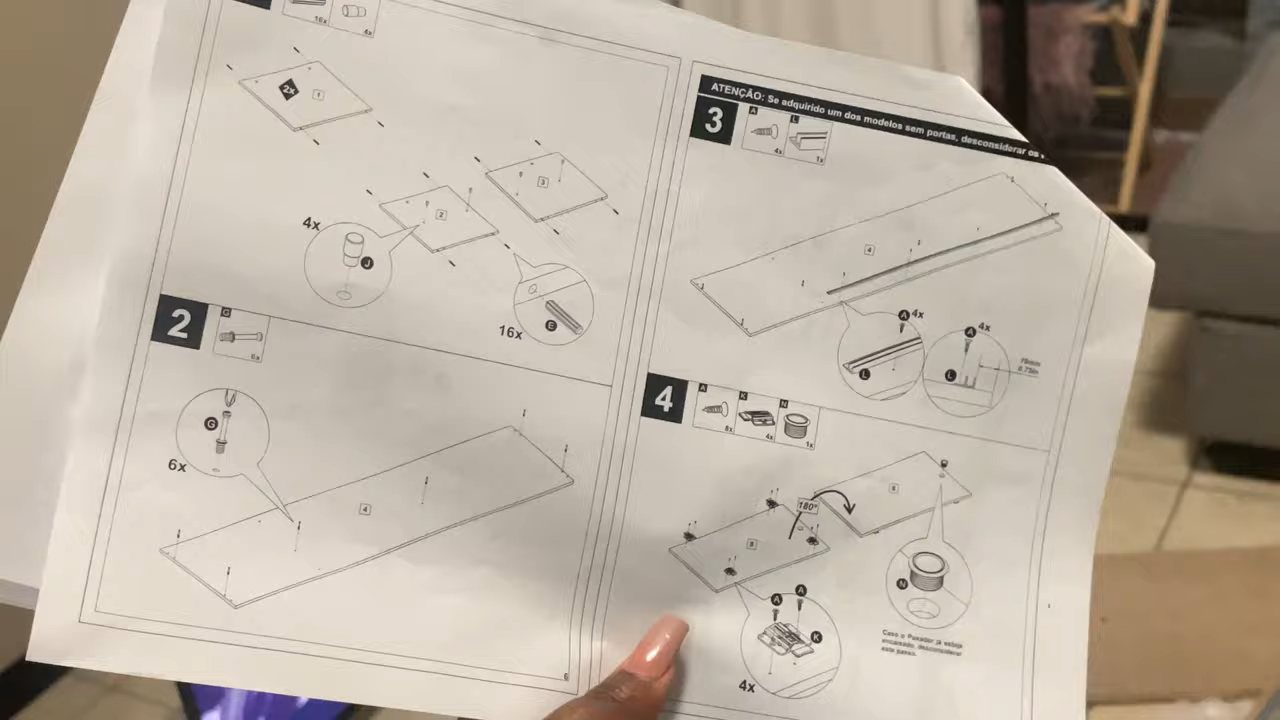 16x
4x
2x
1
3
2
4x
J
16x
E
2
G
6x
G
6x
4
ATENÇÃO: Se adquirido um dos modelos sem portas, desconsiderar os
3
A
4x
L
1x
4
A 4x
A 4x
L
L
4
A
8x
K
4x
N
1x
180°
A
A
K
N
4x
Caso o Puxador já esteja
encaixado, desconsiderar
este passo.